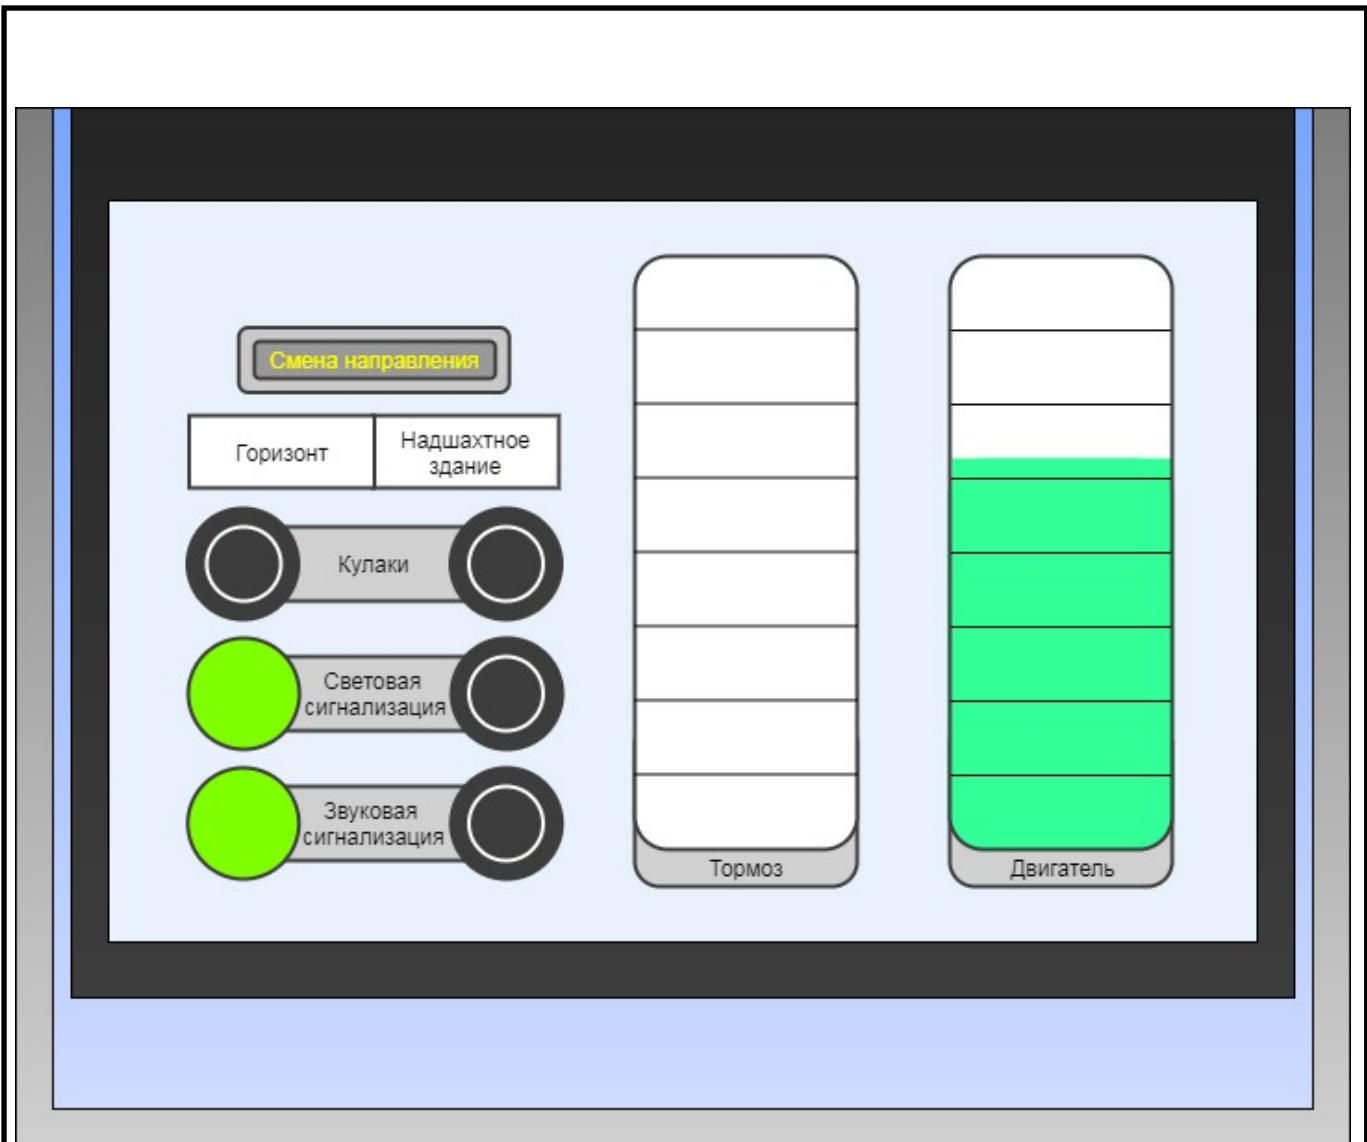 Смена направления
Горизонт
Надшахтное
здание
Кулаки
Световая
сигнализация
Звуковая
сигнализация
Тормоз
Двигатель